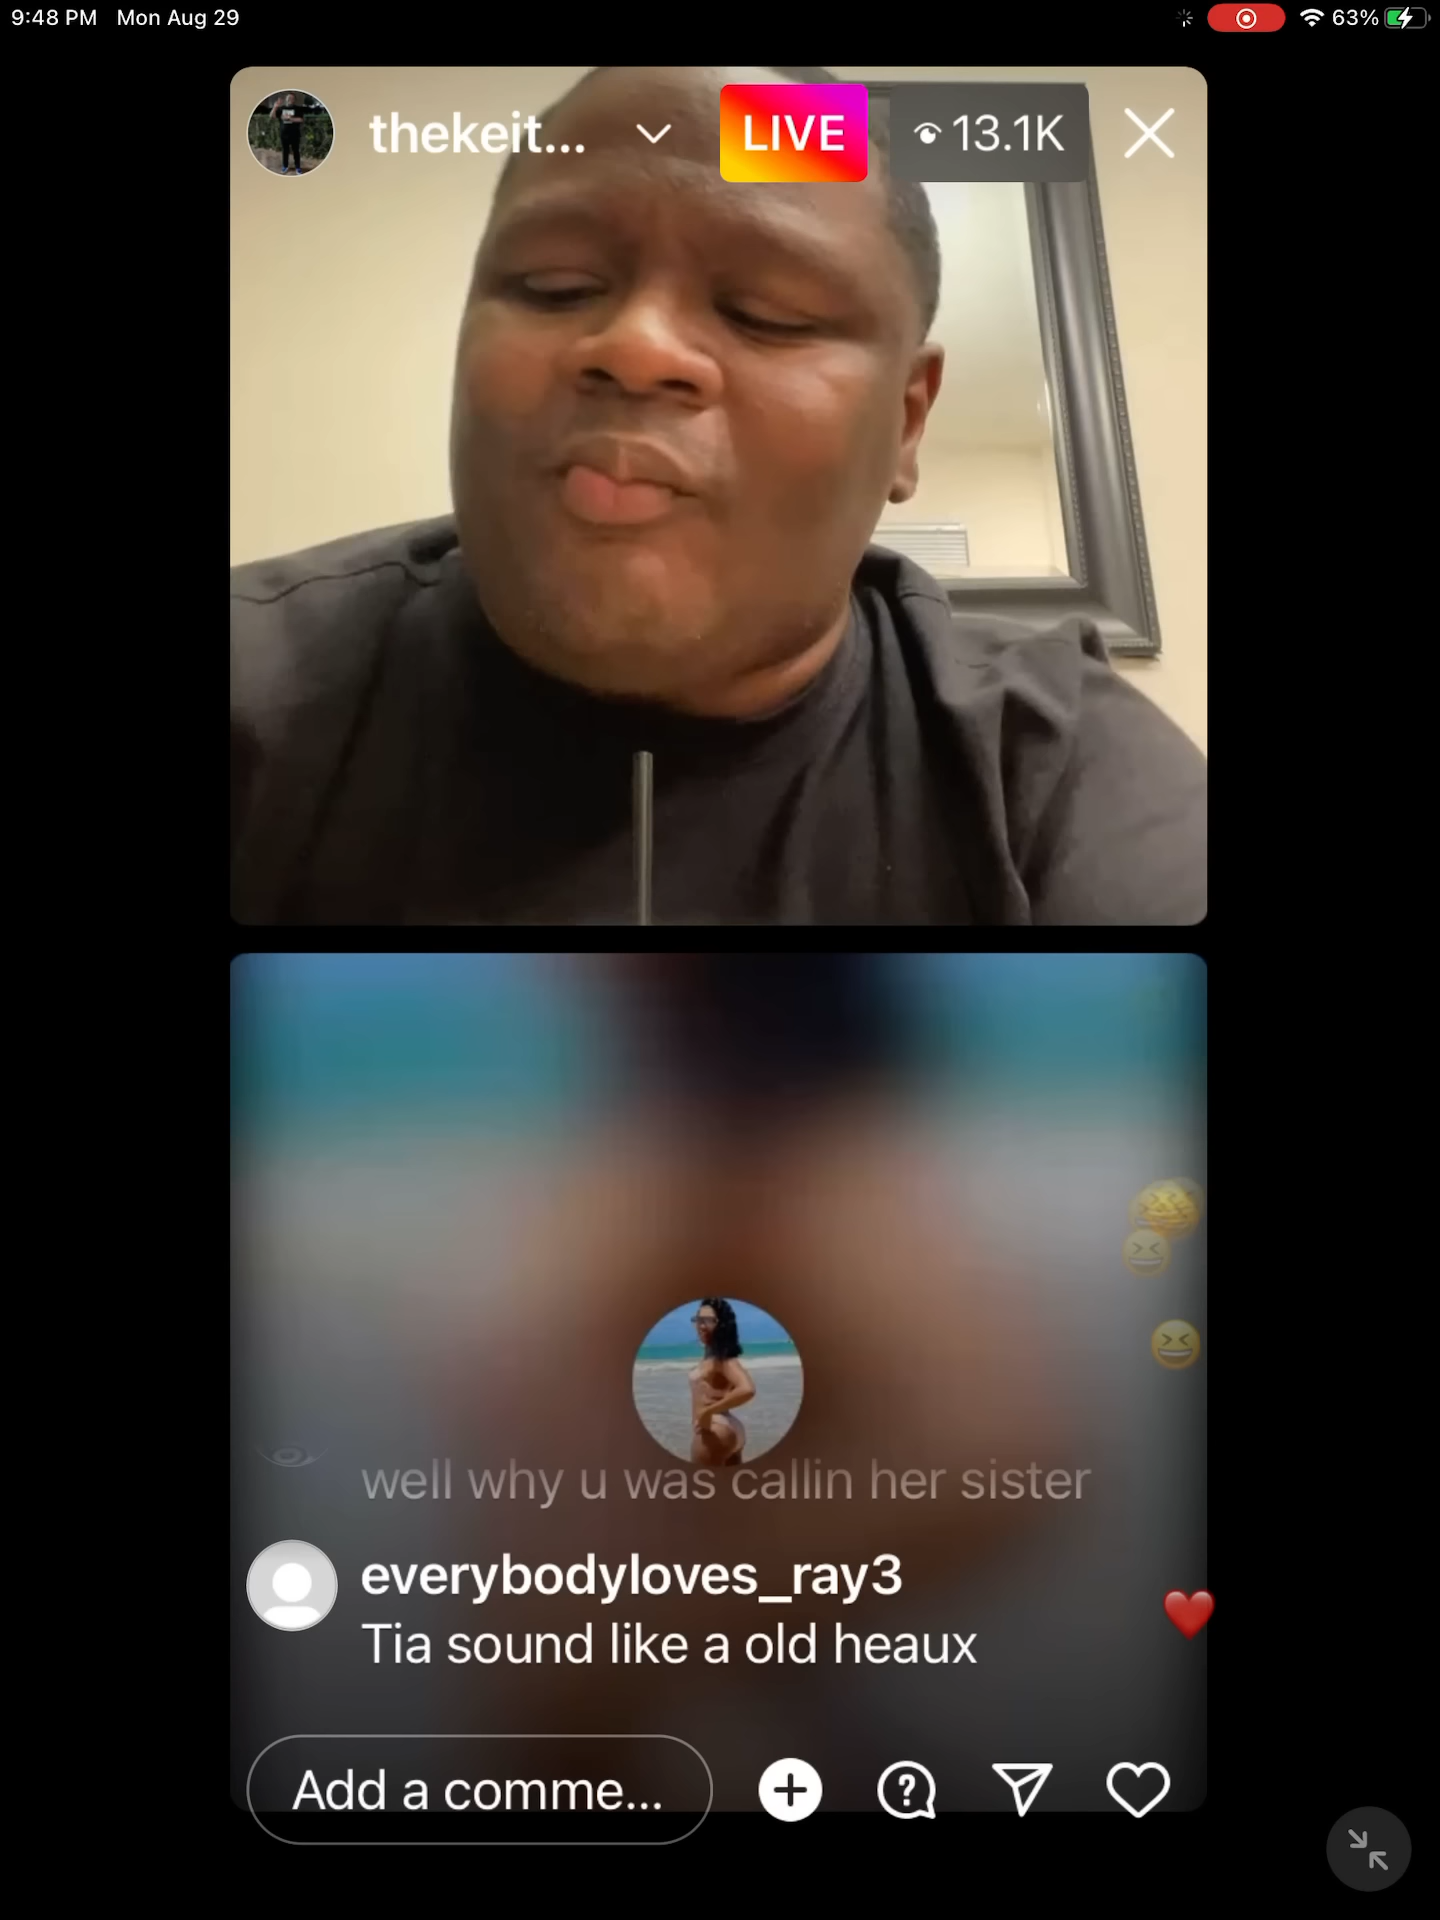 9:48 PM Mon Aug 29
63%
thekeit...
LIVE
13.1K
well why u was callin her sister
everybodyloves_ray3
Tia sound like a old heaux
Add a comme...